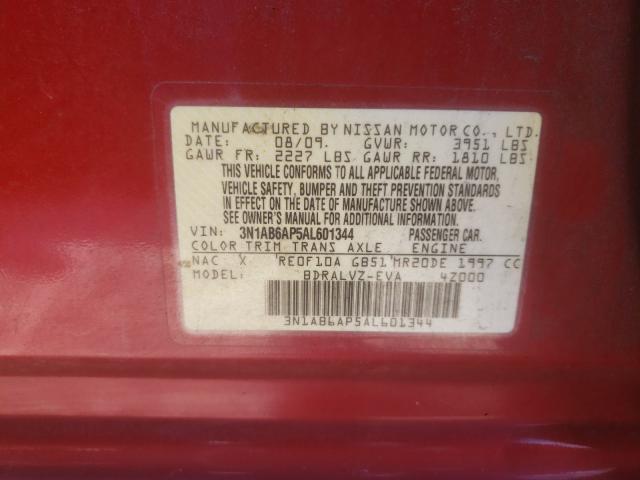 MANUFACTURED BY NISSAN MOTOR CO., LTD.
DATE: 08/09. GVWR: 3951 LBS
GAWR FR: 2227 LBS GAWR RR: 1810 LBS
THIS VEHICLE CONFORMS TO ALL APPLICABLE FEDERAL MOTOR
VEHICLE SAFETY, BUMPER AND THEFT PREVENTION STANDARDS
IN EFFECT ON THE DATE OF MANUFACTURE SHOWN ABOVE.
SEE OWNER'S MANUAL FOR ADDITIONAL INFORMATION.
VIN: 3N1AB6AP5AL601344 PASSENGER CAR.
COLOR TRIM TRANS AXLE ENGINE
NAC X RE0F10A GB51 MR20DE 1997 CC
MODEL: BDRALVZ-EVA 4Z000
3N1AB6AP5AL601344